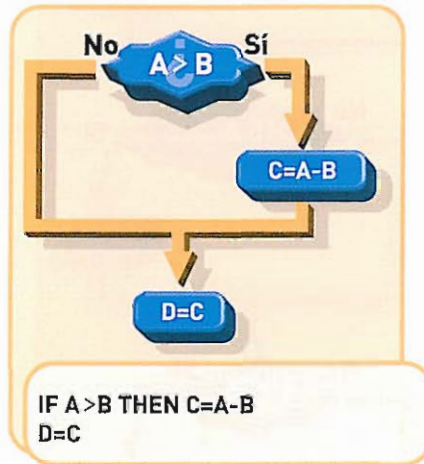 No
A > B
Sí
C=A-B
D=C
IF A>B THEN C=A-B
D=C